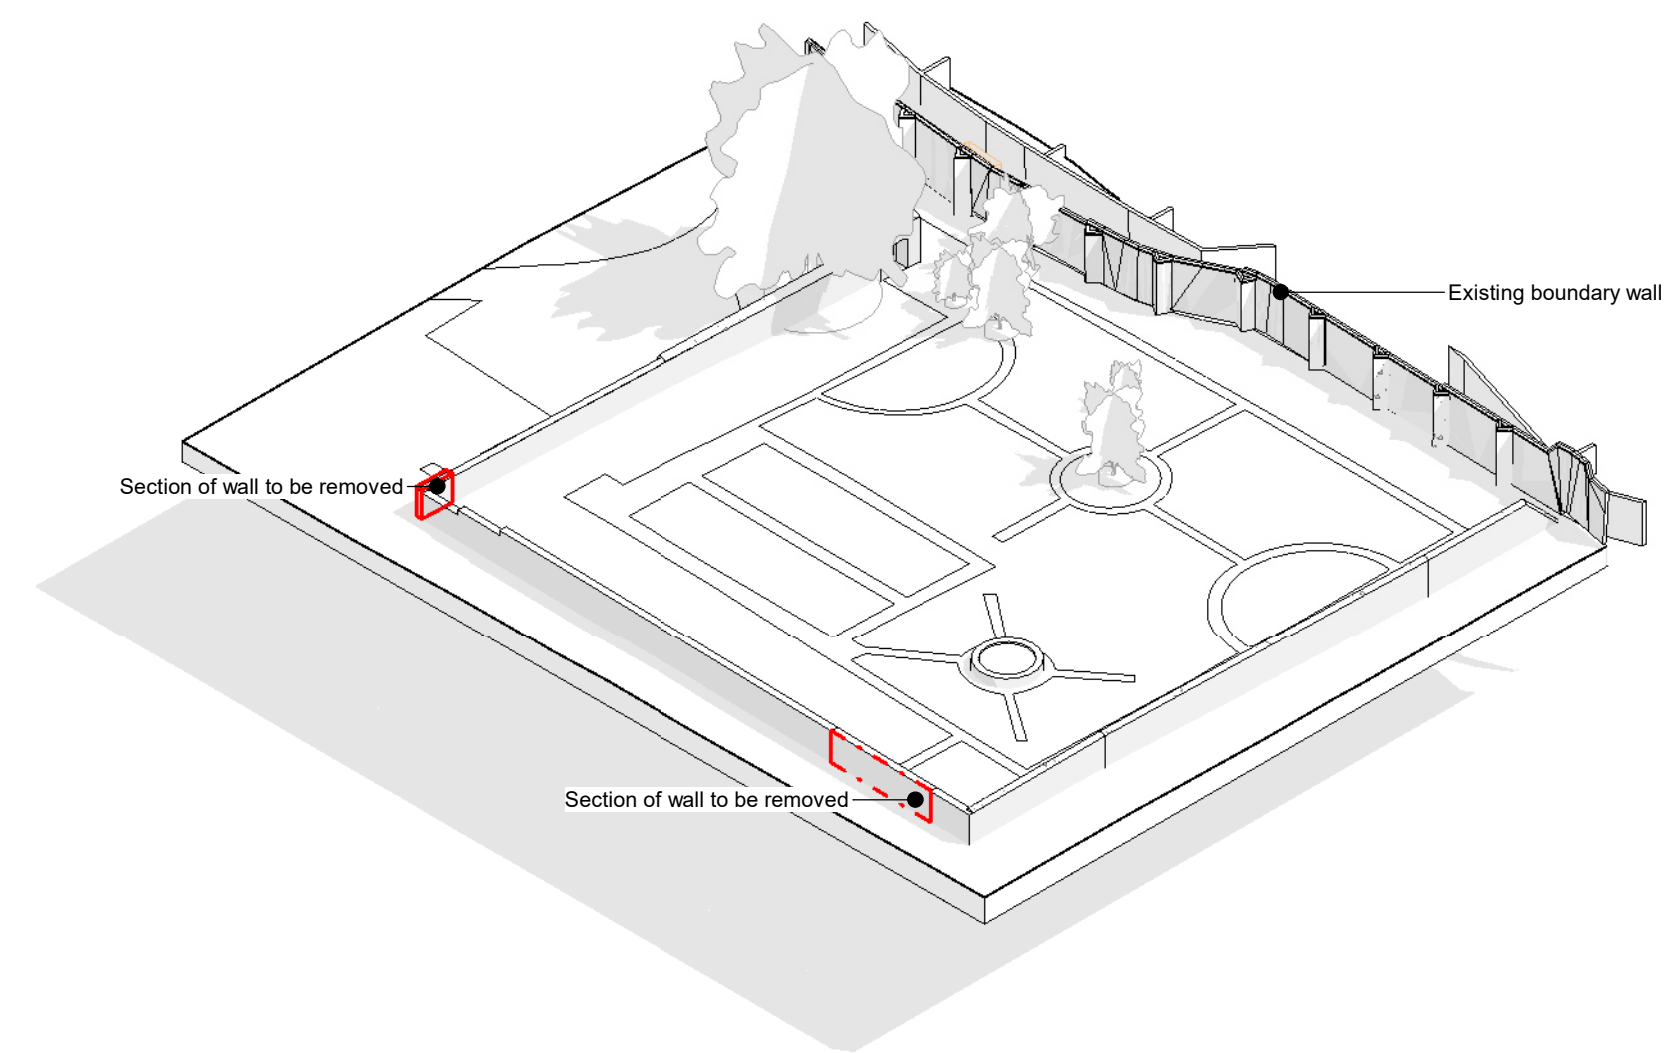 Existing boundary wall
Section of wall to be removed
Section of wall to be removed